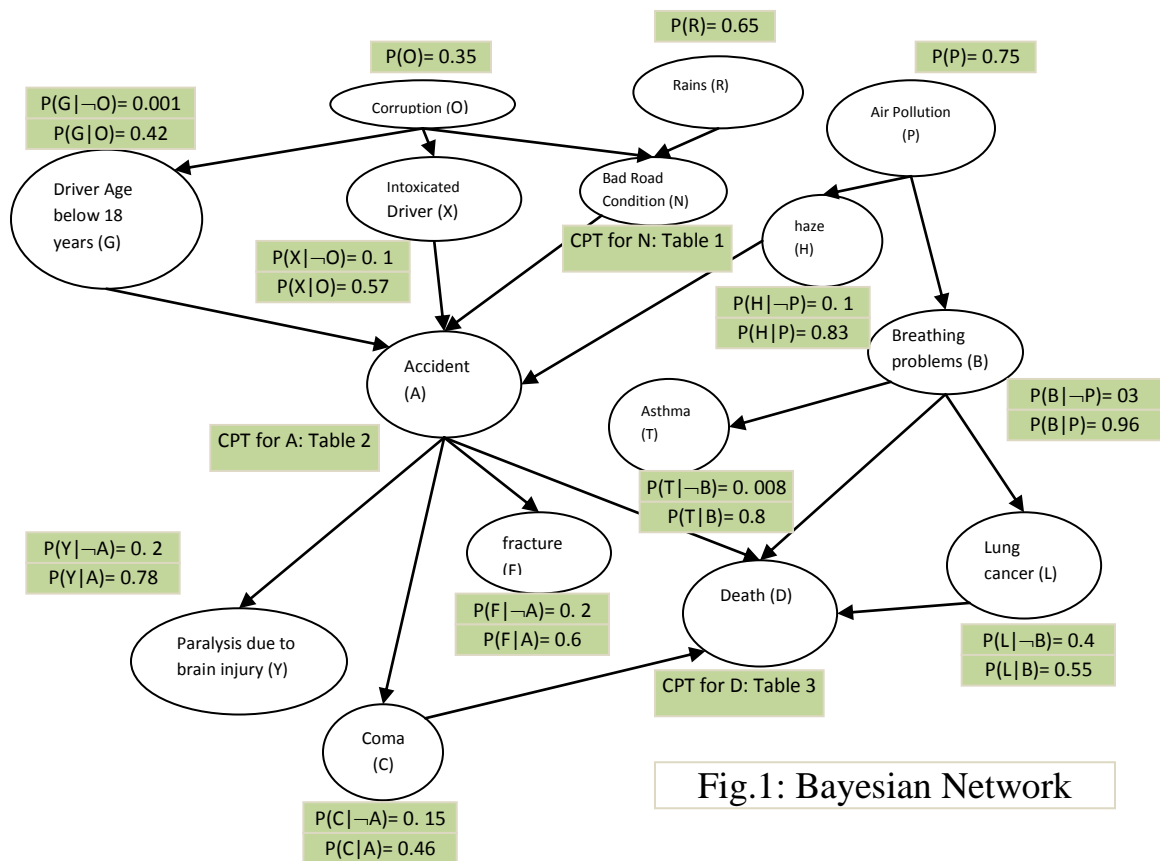 P(R)= 0.65
P(O)= 0.35
P(P)= 0.75
Rains (R)
P(G|¬O)= 0.001
P(G|O)= 0.42
Corruption (O)
Air Pollution
(P)
Driver Age
below 18
years (G)
Intoxicated
Driver (X)
Bad Road
Condition (N)
haze
(H)
CPT for N: Table 1
P(X|¬O)= 0. 1
P(X|O)= 0.57
P(H|¬P)= 0. 1
P(H|P)= 0.83
Breathing
problems (B)
Accident
(A)
P(B|¬P)= 03
P(B|P)= 0.96
Asthma
(T)
CPT for A: Table 2
P(T|¬B)= 0. 008
P(T|B)= 0.8
P(Y|¬A)= 0. 2
P(Y|A)= 0.78
fracture
(F)
Lung
cancer (L)
Death (D)
P(F|¬A)= 0. 2
P(F|A)= 0.6
Paralysis due to
brain injury (Y)
P(L|¬B)= 0.4
P(L|B)= 0.55
CPT for D: Table 3
Coma
(C)
Fig.1: Bayesian Network
P(C|¬A)= 0. 15
P(C|A)= 0.46